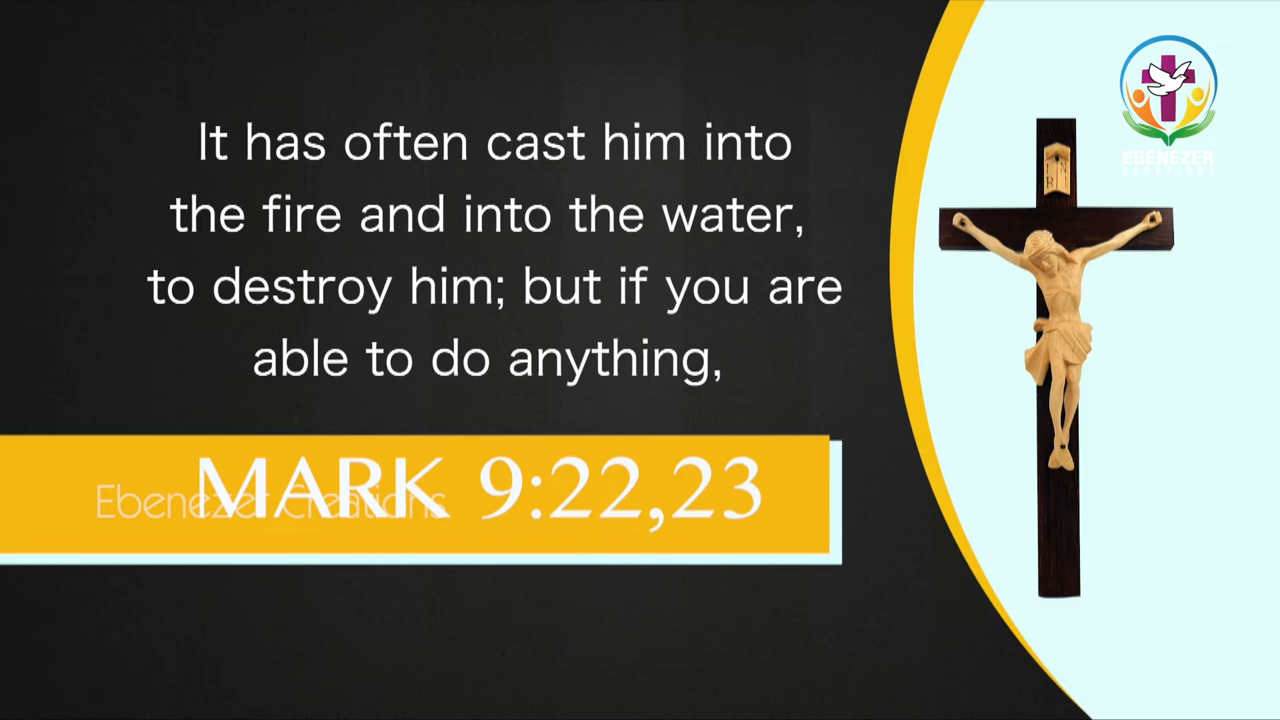 It has often cast him into
the fire and into the water,
to destroy him; but if you are
able to do anything,
MARK 9:22,23
Ebenezer Creations
EBENEZER
CREATIONS
I N
R